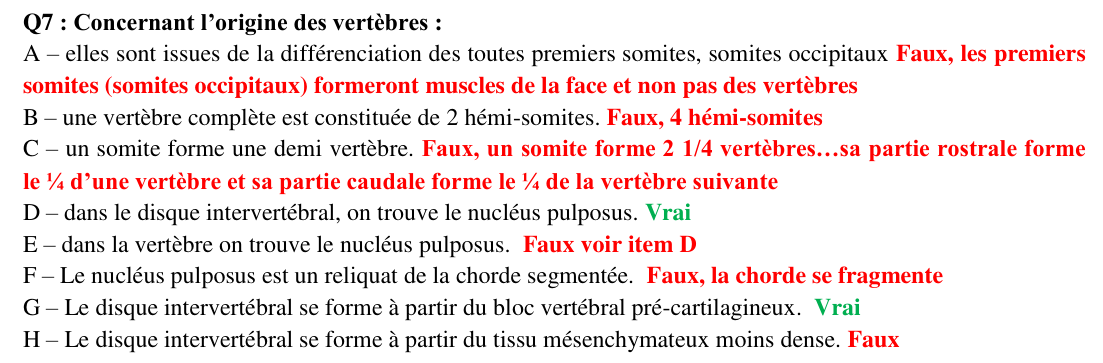 Q7 : Concernant l’origine des vertèbres :
A – elles sont issues de la différenciation des toutes premiers somites, somites occipitaux Faux, les premiers
somites (somites occipitaux) formeront muscles de la face et non pas des vertèbres
B – une vertèbre complète est constituée de 2 hémi-somites. Faux, 4 hémi-somites
C – un somite forme une demi vertèbre. Faux, un somite forme 2 1/4 vertèbres…sa partie rostrale forme
le ¼ d’une vertèbre et sa partie caudale forme le ¼ de la vertèbre suivante
D – dans le disque intervertébral, on trouve le nucléus pulposus. Vrai
E – dans la vertèbre on trouve le nucléus pulposus. Faux voir item D
F – Le nucléus pulposus est un reliquat de la chorde segmentée. Faux, la chorde se fragmente
G – Le disque intervertébral se forme à partir du bloc vertébral pré-cartilagineux. Vrai
H – Le disque intervertébral se forme à partir du tissu mésenchymateux moins dense. Faux